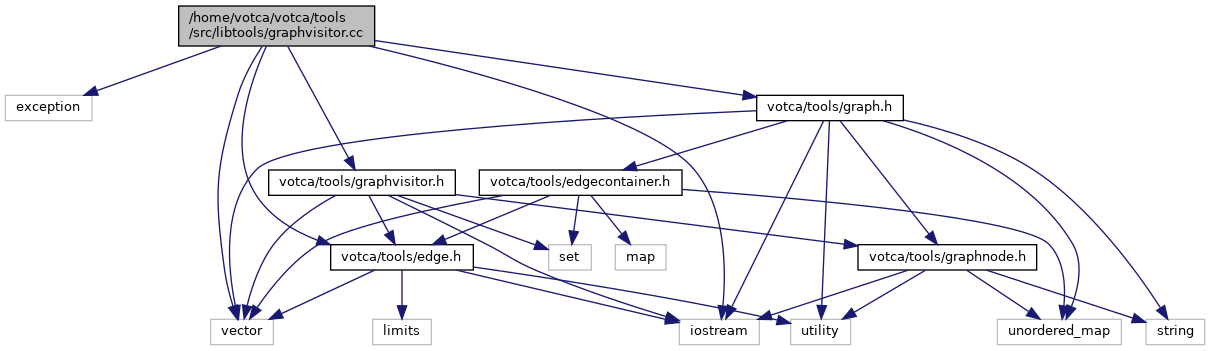 /home/votca/votca/tools
/src/libtools/graphvisitor.cc
exception
votca/tools/graph.h
votca/tools/graphvisitor.h
votca/tools/edgecontainer.h
votca/tools/edge.h
set
map
votca/tools/graphnode.h
vector
limits
iostream
utility
unordered_map
string